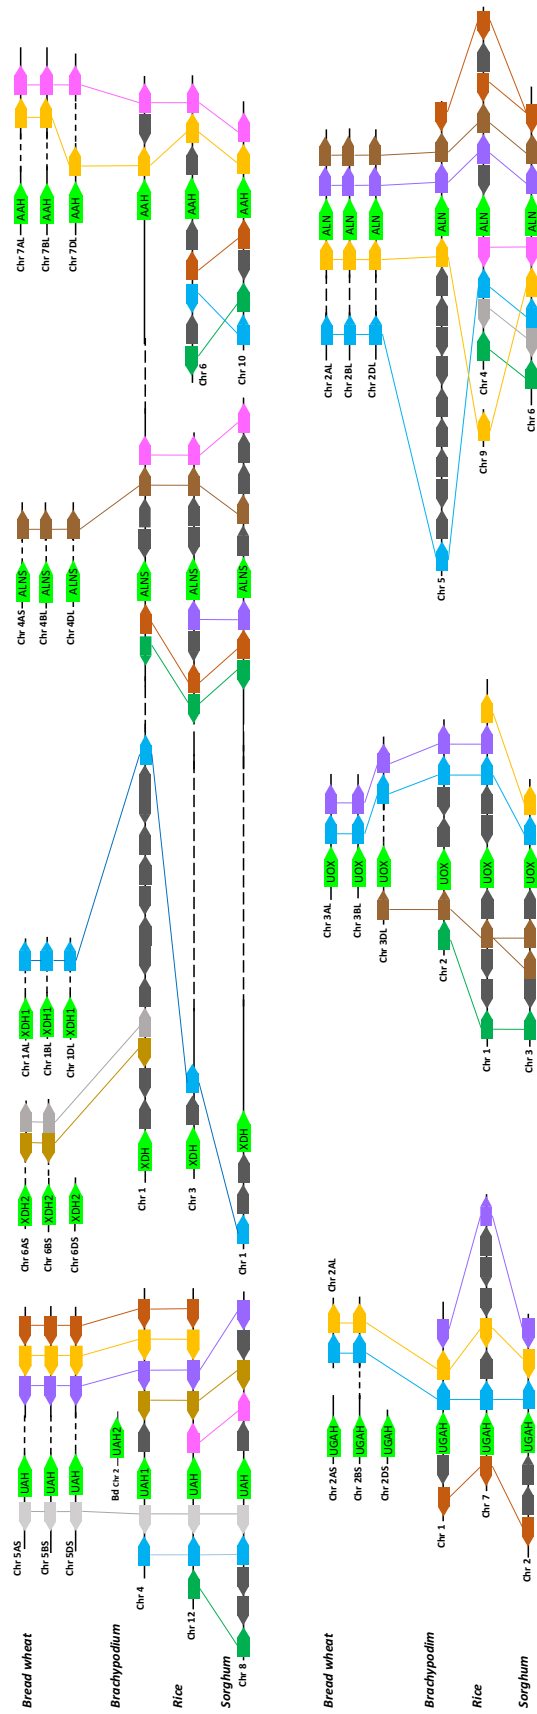 Bread wheat
Chr 5AS UAH Chr 6AS XDH2 Chr 1AL XDH1 Chr 4AS ALNS Chr 7AL AAH
Chr 5BS UAH Chr 6BS XDH2 Chr 1BL XDH1 Chr 4BL ALNS Chr 7BL AAH
Chr 5DS UAH Chr 6DS XDH2 Chr 1DL XDH1 Chr 4DL ALNS Chr 7DL AAH
Bd Chr 2 UAH2
Brachypodium Chr 4 UAH1 Chr 1 XDH ALNS AAH
Rice Chr 12 UAH Chr 3 XDH ALNS Chr 6 AAH
Sorghum Chr 8 UAH Chr 1 XDH ALNS Chr 10 AAH
Bread wheat
Chr 2AS UGAH Chr 2AL Chr 3AL UOX Chr 2AL ALN
Chr 2BS UGAH Chr 3BL UOX Chr 2BL ALN
Chr 2DS UGAH Chr 3DL UOX Chr 2DL ALN
Brachypodim Chr 1 UGAH Chr 2 UOX Chr 5 ALN
Rice Chr 7 UGAH Chr 1 UOX Chr 9 Chr 4 ALN
Sorghum Chr 2 UGAH Chr 3 UOX Chr 6 ALN